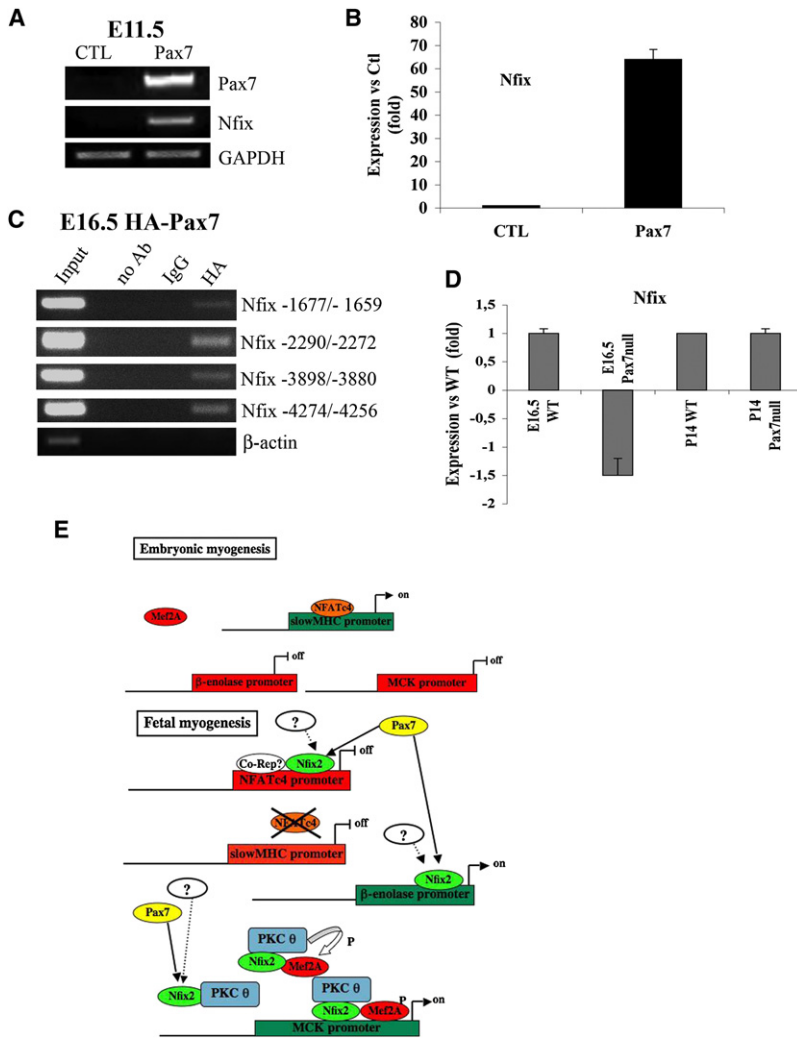 A
E11.5
CTL Pax7
Pax7
Nfix
GAPDH
B
Expression vs Ctl
(fold)
80
70
60
50
40
30
20
10
0
Nfix
CTL
Pax7
C
E16.5 HA-Pax7
Input
no Ab
IgG
HA
Nfix -1677/- 1659
Nfix -2290/-2272
Nfix -3898/-3880
Nfix -4274/-4256
β-actin
D
Nfix
Expression vs WT (fold)
1,5
1
0,5
0
-0,5
-1
-1,5
-2
E16.5
WT
E16.5
Pax7null
P14 WT
P14
Pax7null
E
Embryonic myogenesis
Mef2A
NFATc4
on
slowMHC promoter
off
β-enolase promoter
off
MCK promoter
Fetal myogenesis
?
Pax7
Co-Rep?
Nfix2
off
NFATc4 promoter
NFATc4
off
slowMHC promoter
?
Nfix2
on
β-enolase promoter
?
Pax7
Nfix2
PKC θ
PKC θ
P
Nfix2
Mef2A
PKC θ
P
Nfix2
Mef2A
on
MCK promoter